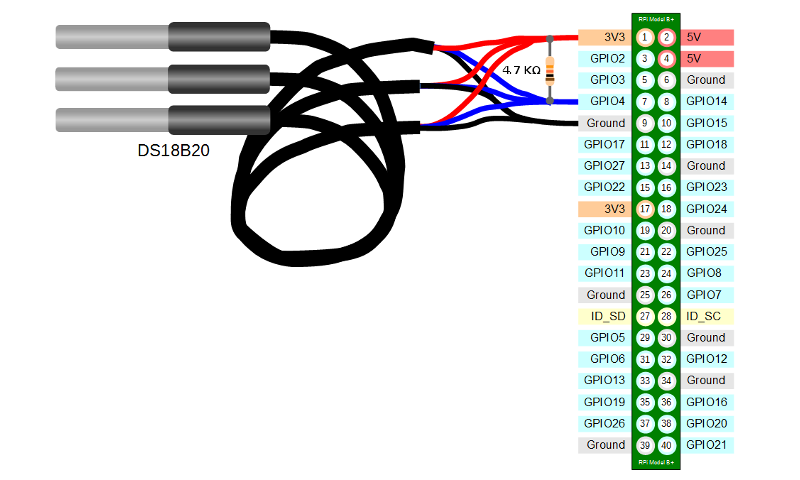 RPi Model B+
3V3 1 2 5V
GPIO2 3 4 5V
4.7 KΩ
GPIO3 5 6 Ground
GPIO4 7 8 GPIO14
Ground 9 10 GPIO15
DS18B20
GPIO17 11 12 GPIO18
GPIO27 13 14 Ground
GPIO22 15 16 GPIO23
3V3 17 18 GPIO24
GPIO10 19 20 Ground
GPIO9 21 22 GPIO25
GPIO11 23 24 GPIO8
Ground 25 26 GPIO7
ID_SD 27 28 ID_SC
GPIO5 29 30 Ground
GPIO6 31 32 GPIO12
GPIO13 33 34 Ground
GPIO19 35 36 GPIO16
GPIO26 37 38 GPIO20
Ground 39 40 GPIO21
RPi Model B+